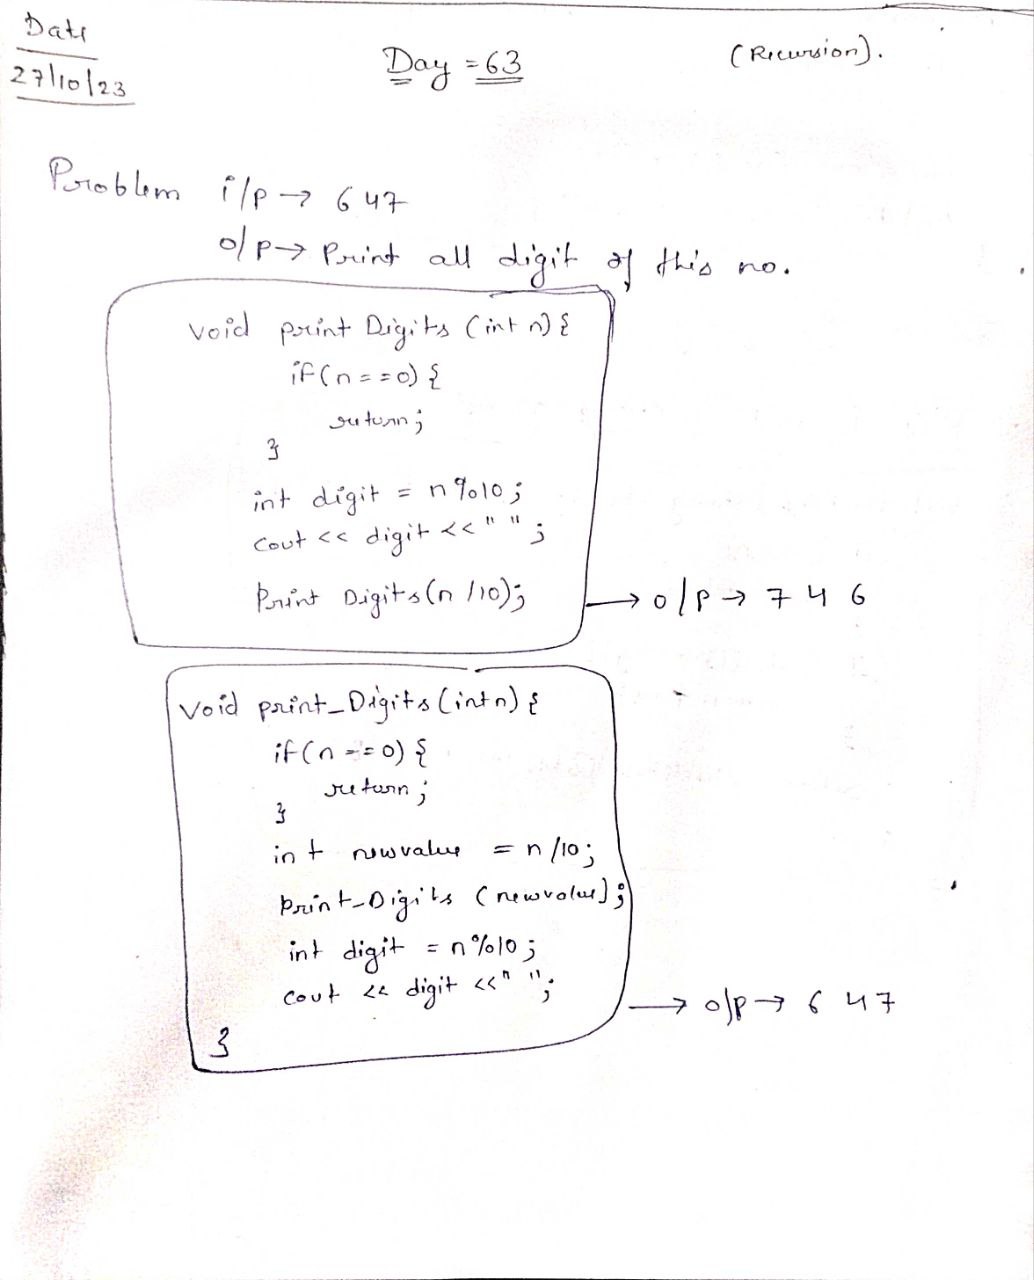 Date
27/10/23
Day = 63
(Recursion).
Problem i/p → 647
o/p → Print all digit of this no.
void print Digits (int n) {
if (n == 0) {
return;
}
int digit = n%10;
cout << digit << " ";
Print Digits (n /10);
→ o/p → 7 4 6
void print_Digits (int n) {
if (n == 0) {
return;
}
int newvalue = n /10;
print_Digits (newvalue);
int digit = n%10;
cout << digit << " ";
→ o/p → 6 4 7
}